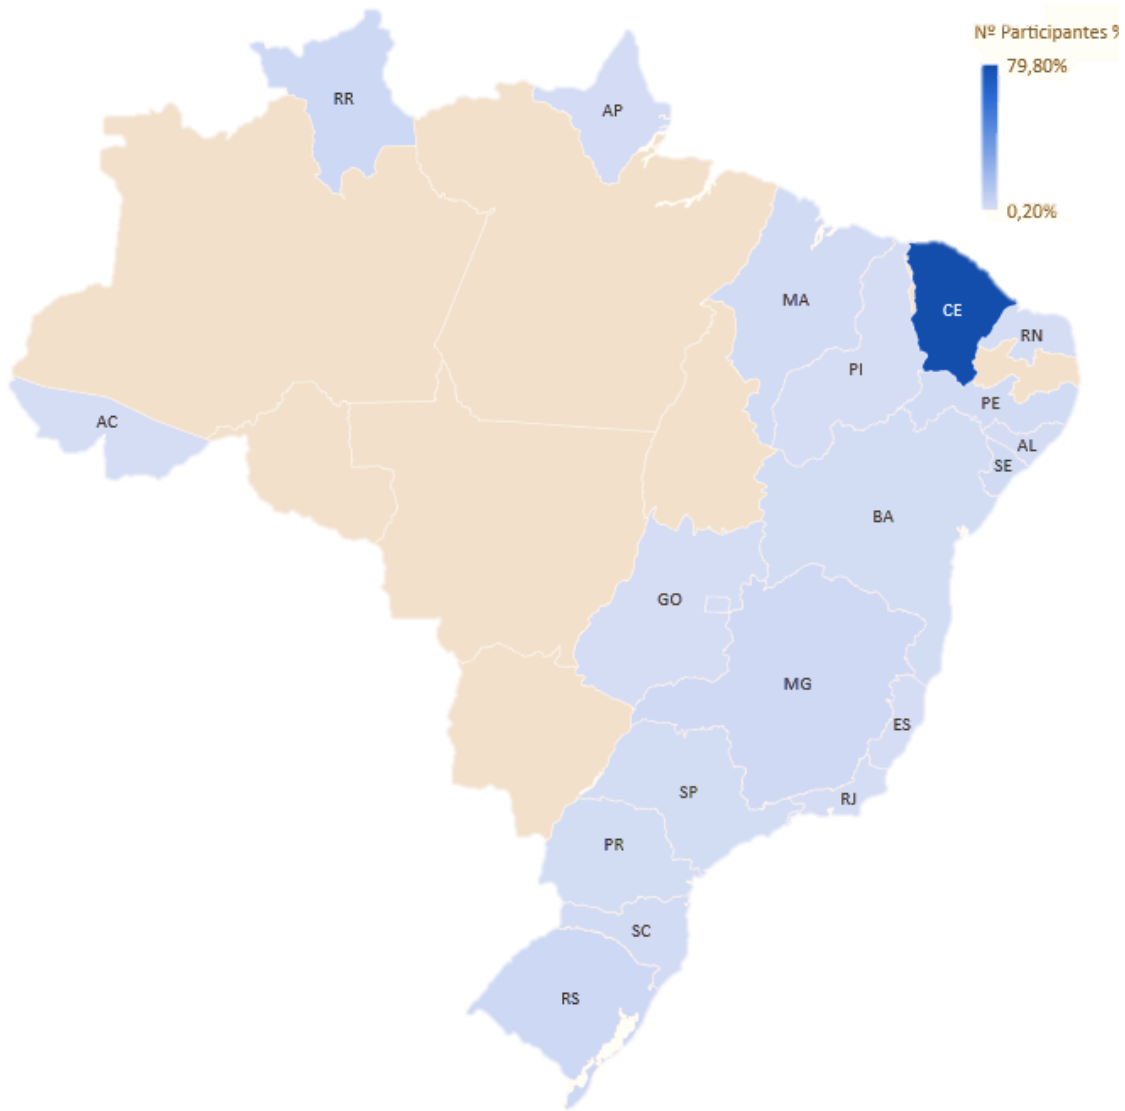 Nº Participantes %
79,80%
0,20%
RR
AP
MA
CE
RN
PI
PE
AC
AL
SE
BA
GO
MG
ES
SP
RJ
PR
SC
RS